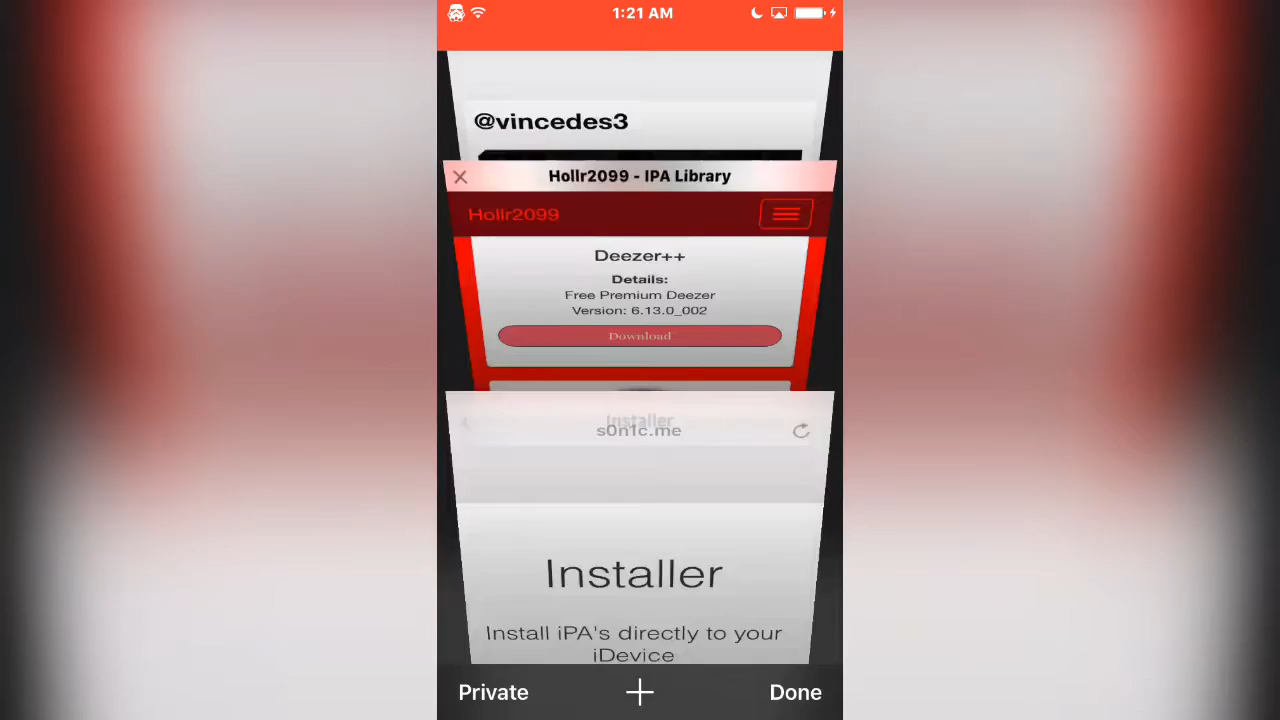 1:21 AM
@vincedes3
Hollr2099 - IPA Library
Hollr2099
Deezer++
Details:
Free Premium Deezer
Version: 6.13.0_002
Download
Installer
s0n1c.me
Installer
Install iPA's directly to your
iDevice
Private
Done